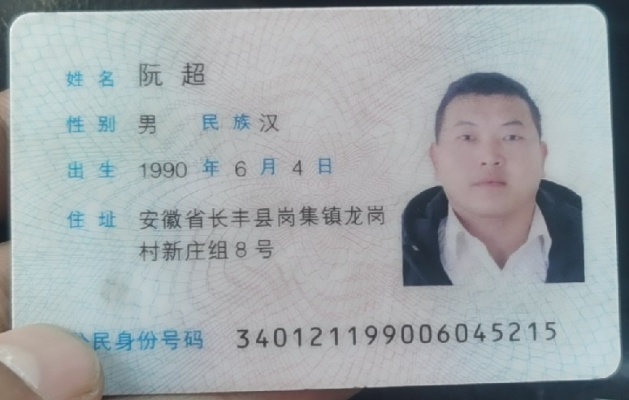 姓名 阮超
性别 男 民族 汉
出生 1990 年 6 月 4 日
住址 安徽省长丰县岗集镇龙岗
村新庄组8号
公民身份号码 340121199006045215